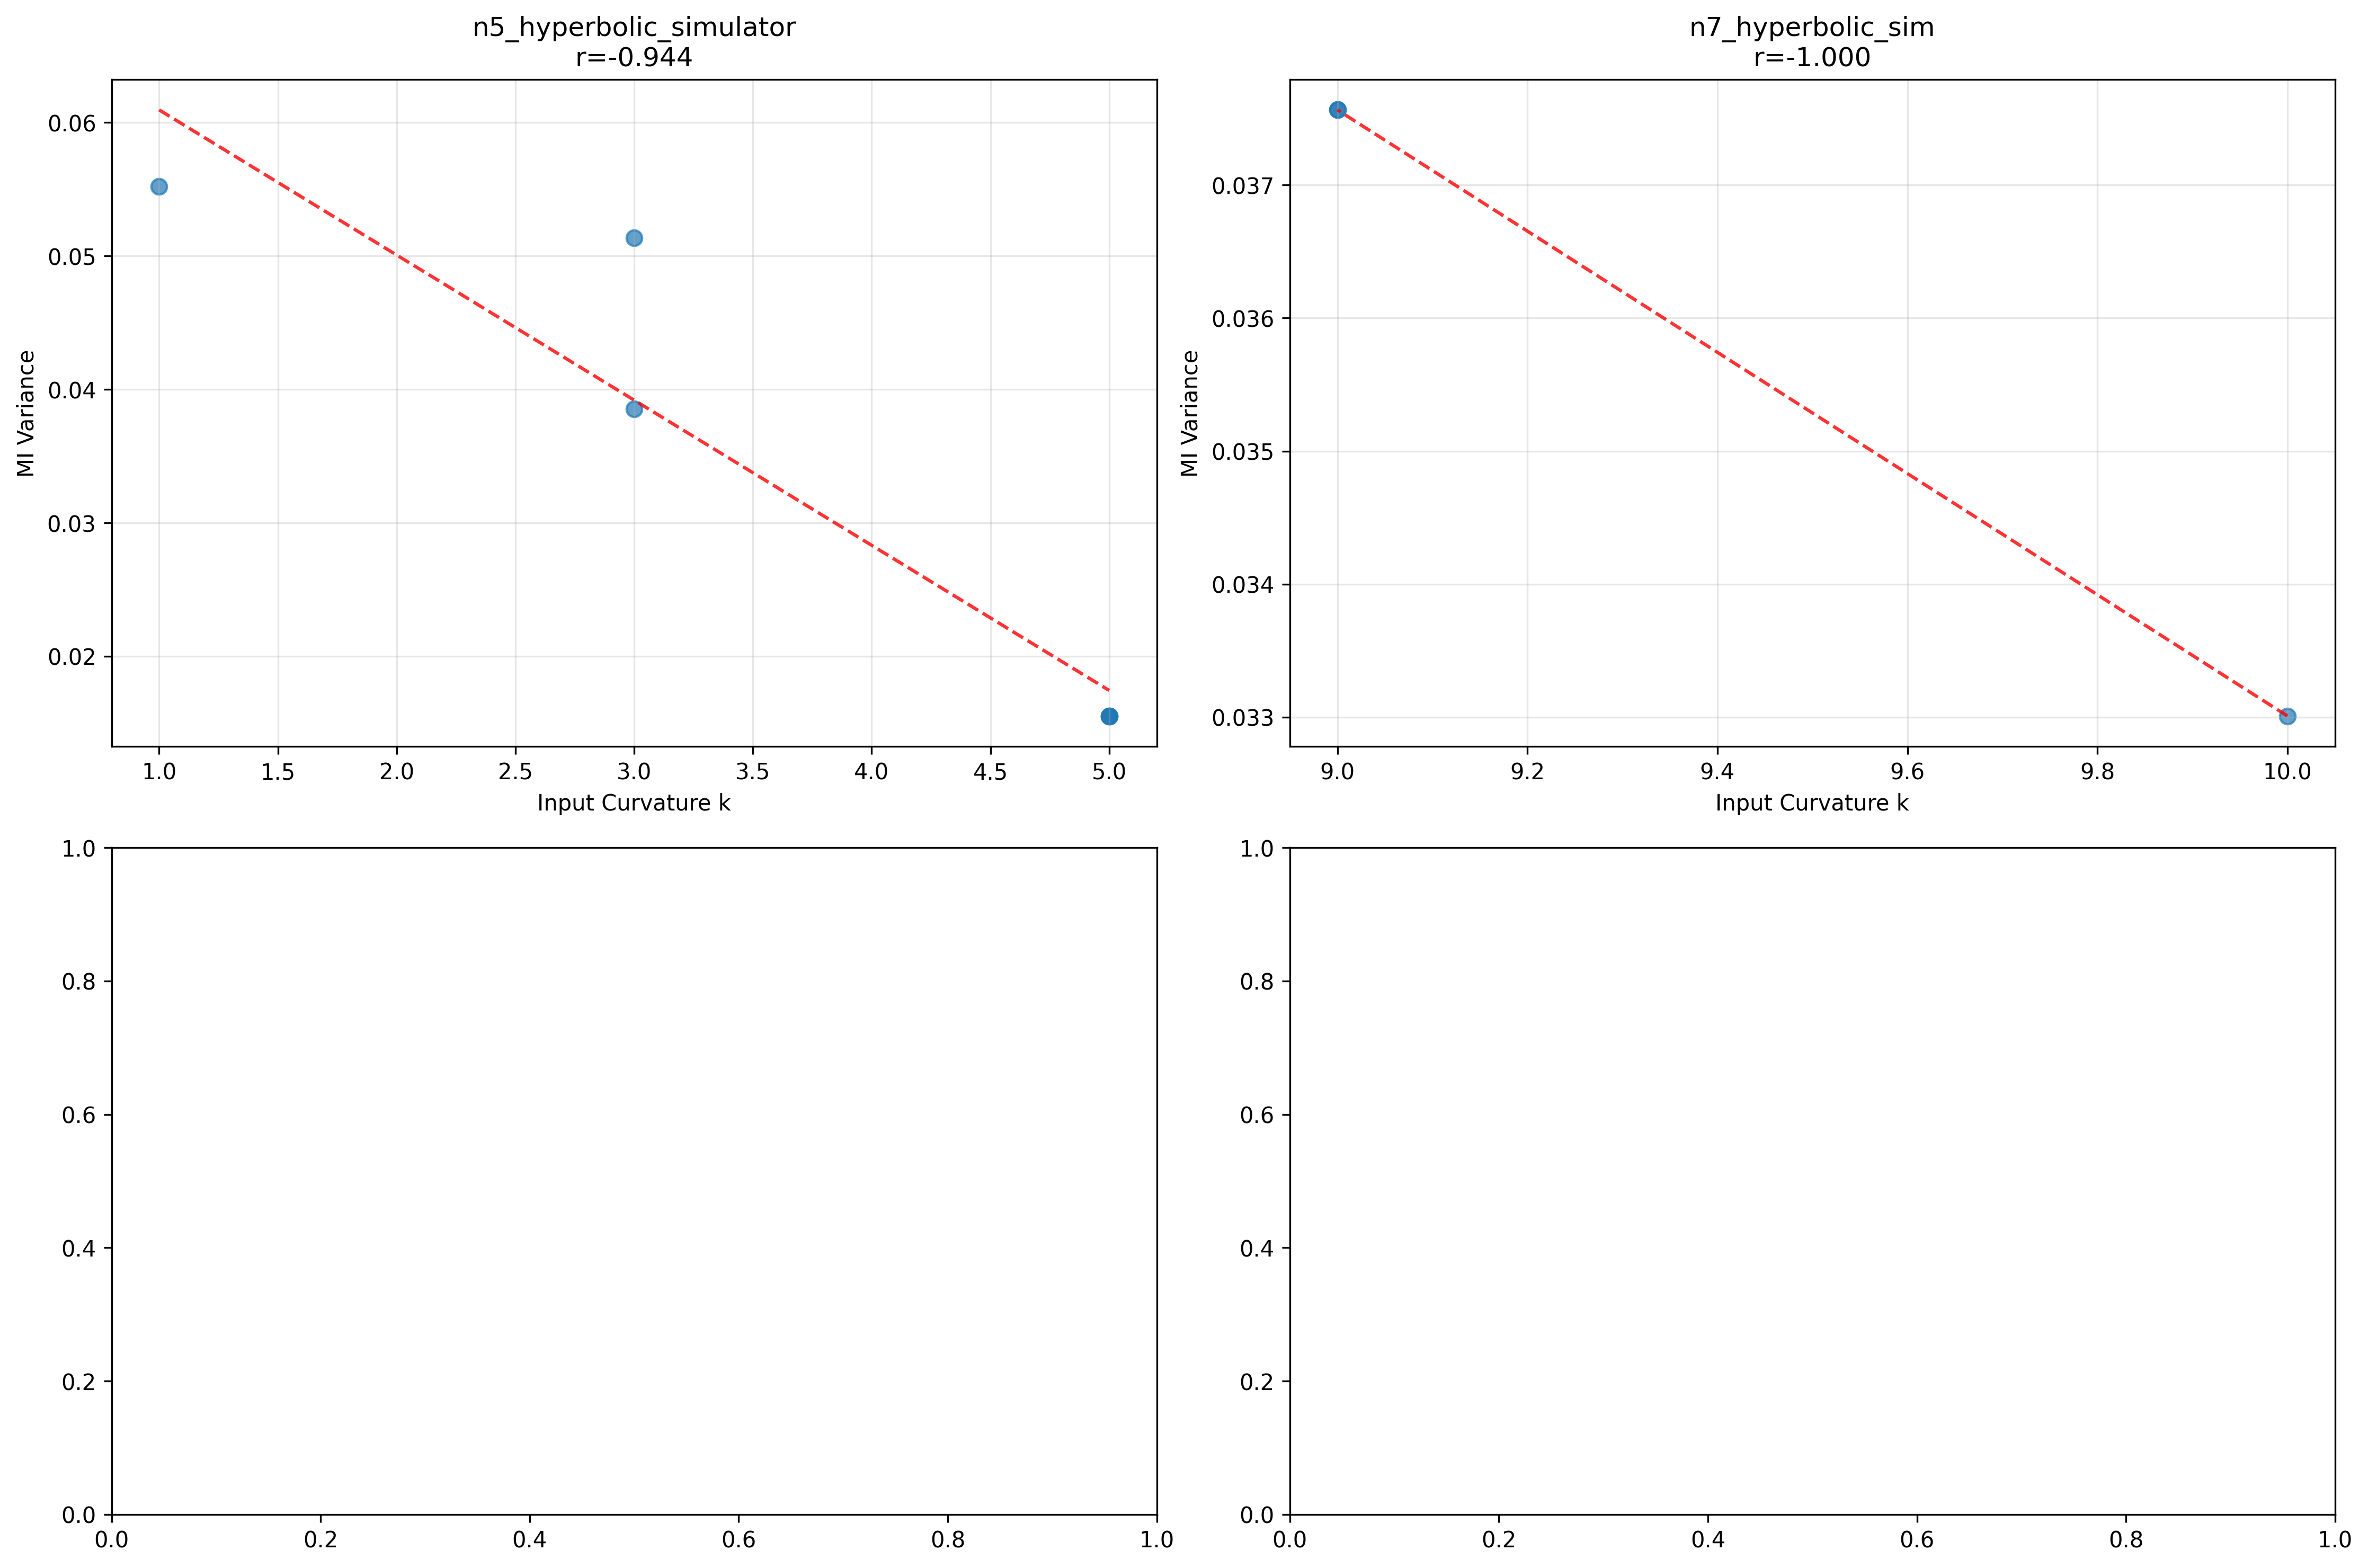 n5_hyperbolic_simulator
r=-0.944
MI Variance
0.06
0.05
0.04
0.03
0.02
1.0 1.5 2.0 2.5 3.0 3.5 4.0 4.5 5.0
Input Curvature k
n7_hyperbolic_sim
r=-1.000
MI Variance
0.037
0.036
0.035
0.034
0.033
9.0 9.2 9.4 9.6 9.8 10.0
Input Curvature k
1.0
0.8
0.6
0.4
0.2
0.0
0.0 0.2 0.4 0.6 0.8 1.0
1.0
0.8
0.6
0.4
0.2
0.0
0.0 0.2 0.4 0.6 0.8 1.0